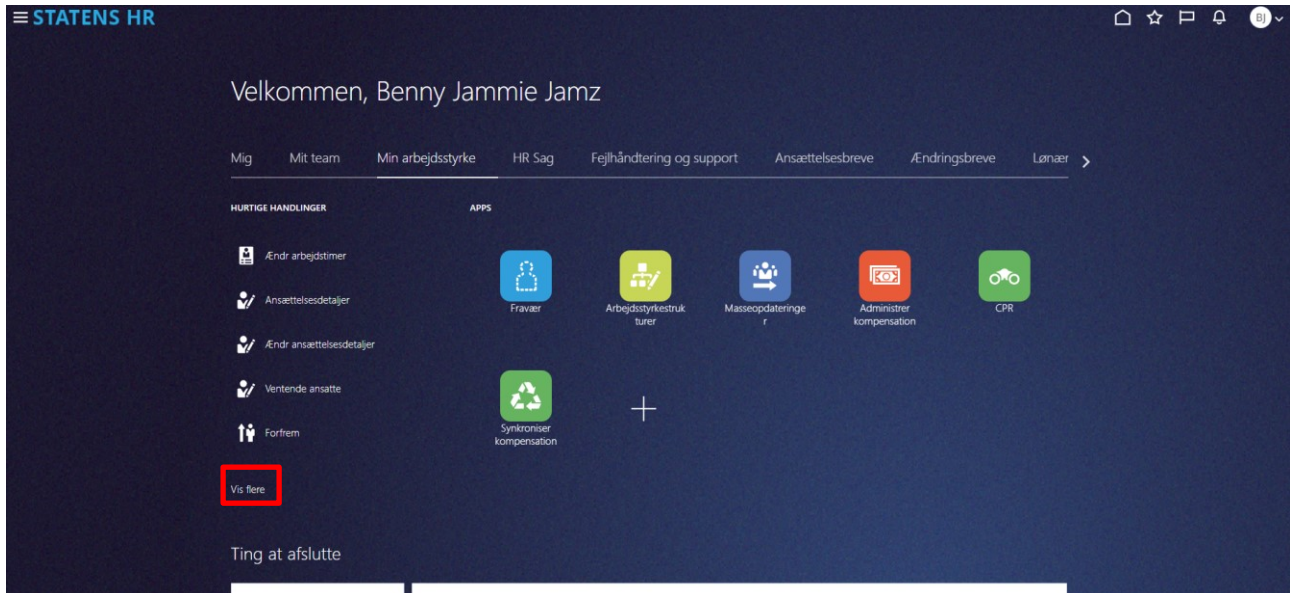 STATENS HR
BJ
Velkommen, Benny Jammie Jamz
Mig Mit team Min arbejdsstyrke HR Sag Fejlhåndtering og support Ansættelsesbreve Ændringsbreve Lønær
HURTIGE HANDLINGER
Ændr arbejdstimer
Ansættelsesdetaljer
Ændr ansættelsesdetaljer
Ventende ansatte
Forfrem
Vis flere
APPS
Fravær
Arbejdsstyrkestruk
turer
Masseopdateringe
r
Administrer
kompensation
CPR
Synkroniser
kompensation
Ting at afslutte